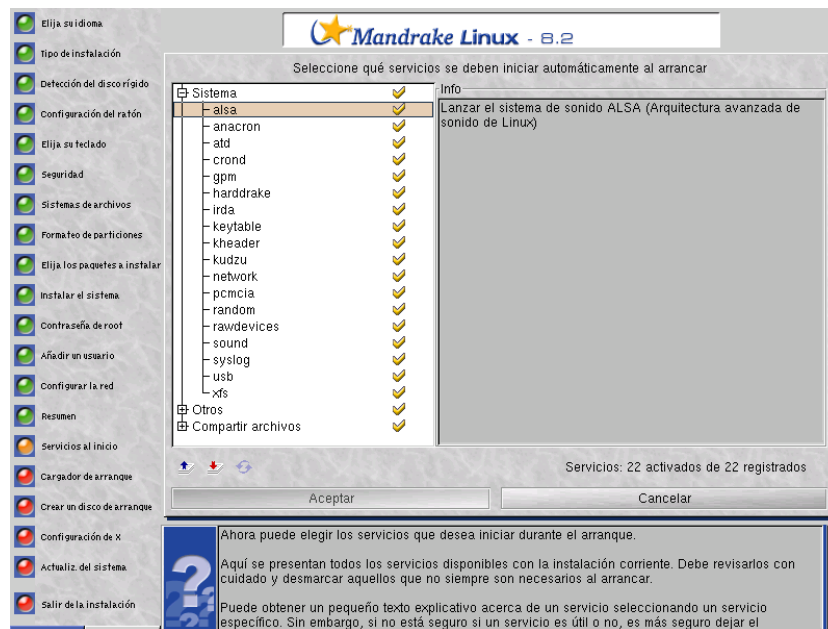 Elija su idioma
Tipo de instalación
Detección del disco rígido
Configuración del ratón
Elija su teclado
Seguridad
Sistemas de archivos
Formateo de particiones
Elija los paquetes a instalar
Instalar el sistema
Contraseña de root
Añadir un usuario
Configurar la red
Resumen
Servicios al inicio
Cargador de arranque
Crear un disco de arranque
Configuración de X
Actualiz. del sistema
Salir de la instalación
Mandrake Linux - 8.2
Seleccione qué servicios se deben iniciar automáticamente al arrancar
Sistema
alsa
anacron
atd
crond
gpm
harddrake
irda
keytable
kheader
kudzu
network
pcmcia
random
rawdevices
sound
syslog
usb
xfs
Otros
Compartir archivos
Info
Lanzar el sistema de sonido ALSA (Arquitectura avanzada de
sonido de Linux)
Servicios: 22 activados de 22 registrados
Aceptar
Cancelar
Ahora puede elegir los servicios que desea iniciar durante el arranque.
Aquí se presentan todos los servicios disponibles con la instalación corriente. Debe revisarlos con
cuidado y desmarcar aquellos que no siempre son necesarios al arrancar.
Puede obtener un pequeño texto explicativo acerca de un servicio seleccionando un servicio
específico. Sin embargo, si no está seguro si un servicio es útil o no, es más seguro dejar el